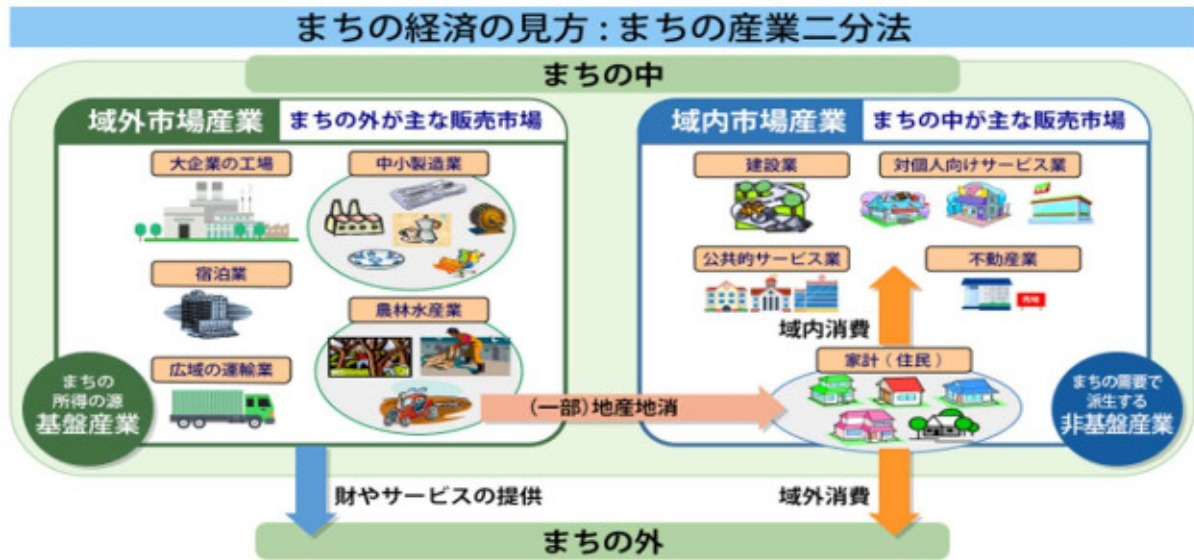 まちの経済の見方：まちの産業二分法
まちの中
域外市場産業 まちの外が主な販売市場
大企業の工場
中小製造業
宿泊業
農林水産業
広域の運輸業
まちの
所得の源
基盤産業
域内市場産業 まちの中が主な販売市場
建設業
対個人向けサービス業
公共的サービス業
不動産業
売地
域内消費
家計（住民）
まちの需要で
派生する
非基盤産業
(一部)地産地消
財やサービスの提供
域外消費
まちの外